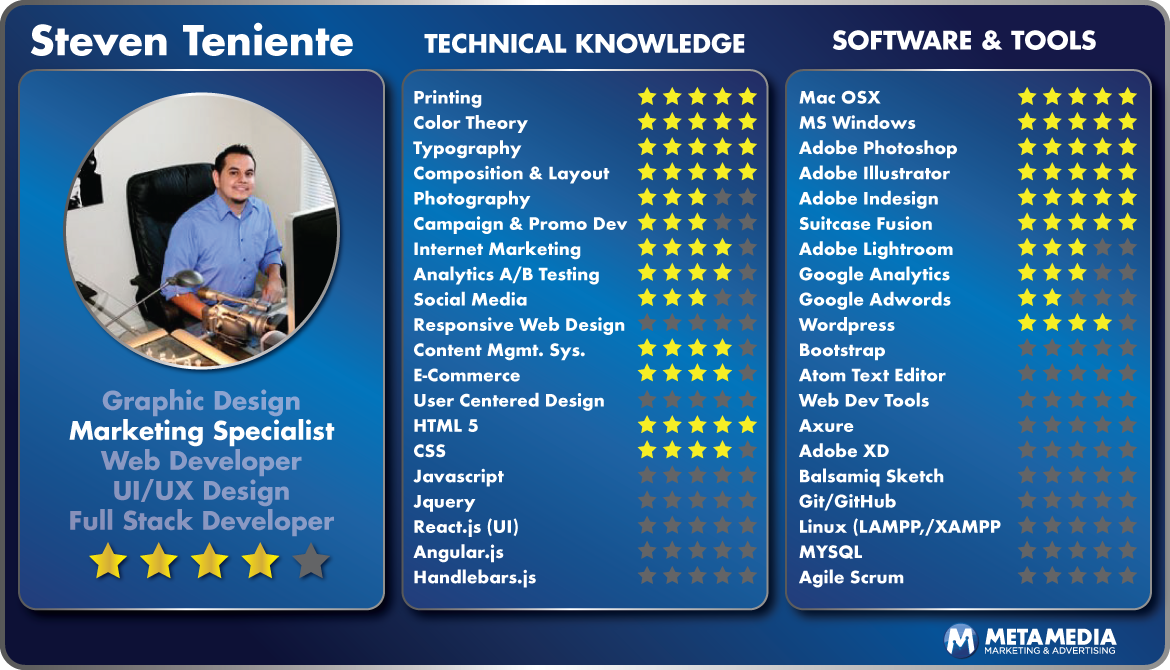 Steven Teniente
Graphic Design
Marketing Specialist
Web Developer
UI/UX Design
Full Stack Developer
TECHNICAL KNOWLEDGE
Printing
Color Theory
Typography
Composition & Layout
Photography
Campaign & Promo Dev
Internet Marketing
Analytics A/B Testing
Social Media
Responsive Web Design
Content Mgmt. Sys.
E-Commerce
User Centered Design
HTML 5
CSS
Javascript
Jquery
React.js (UI)
Angular.js
Handlebars.js
SOFTWARE & TOOLS
Mac OSX
MS Windows
Adobe Photoshop
Adobe Illustrator
Adobe Indesign
Suitcase Fusion
Adobe Lightroom
Google Analytics
Google Adwords
Wordpress
Bootstrap
Atom Text Editor
Web Dev Tools
Axure
Adobe XD
Balsamiq Sketch
Git/GitHub
Linux (LAMPP,/XAMPP
MYSQL
Agile Scrum
M METAMEDIA
MARKETING & ADVERTISING